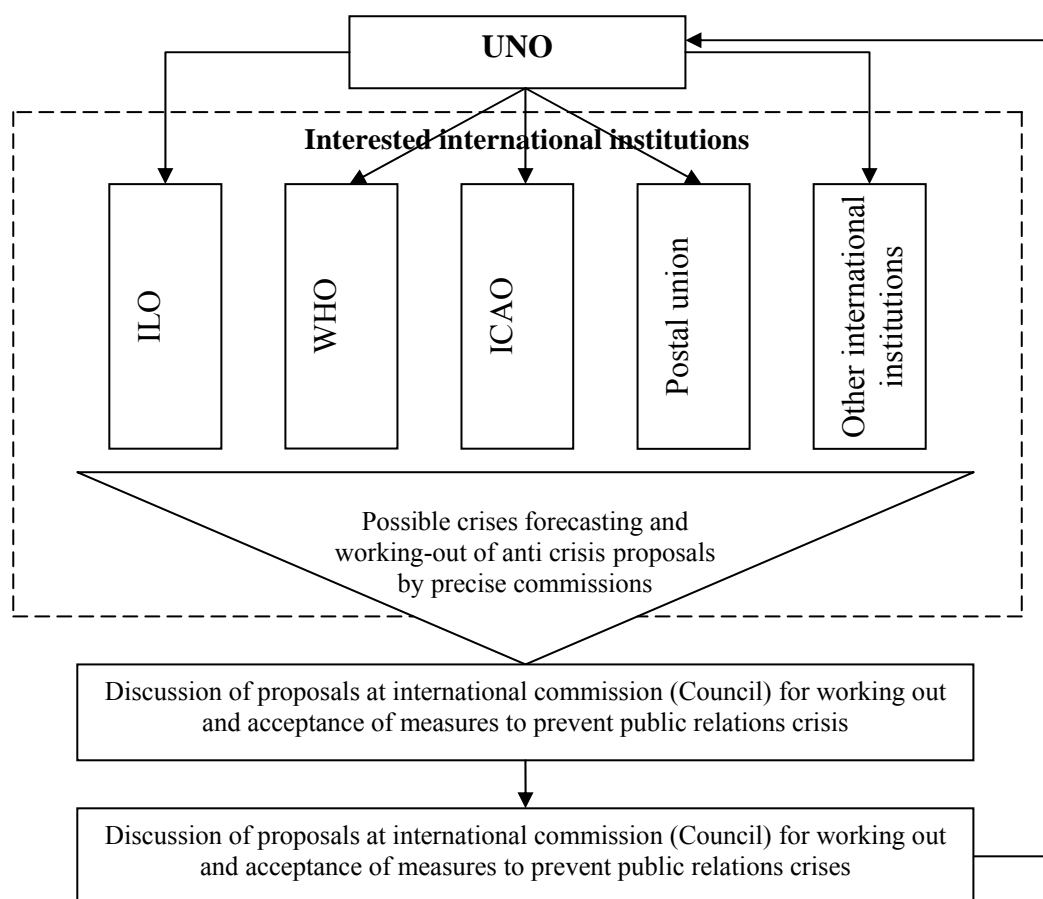 UNO
Interested international institutions
ILO
WHO
ICAO
Postal union
Other international
institutions
Possible crises forecasting and
working-out of anti crisis proposals
by precise commissions
Discussion of proposals at international commission (Council) for working out
and acceptance of measures to prevent public relations crisis
Discussion of proposals at international commission (Council) for working out
and acceptance of measures to prevent public relations crises